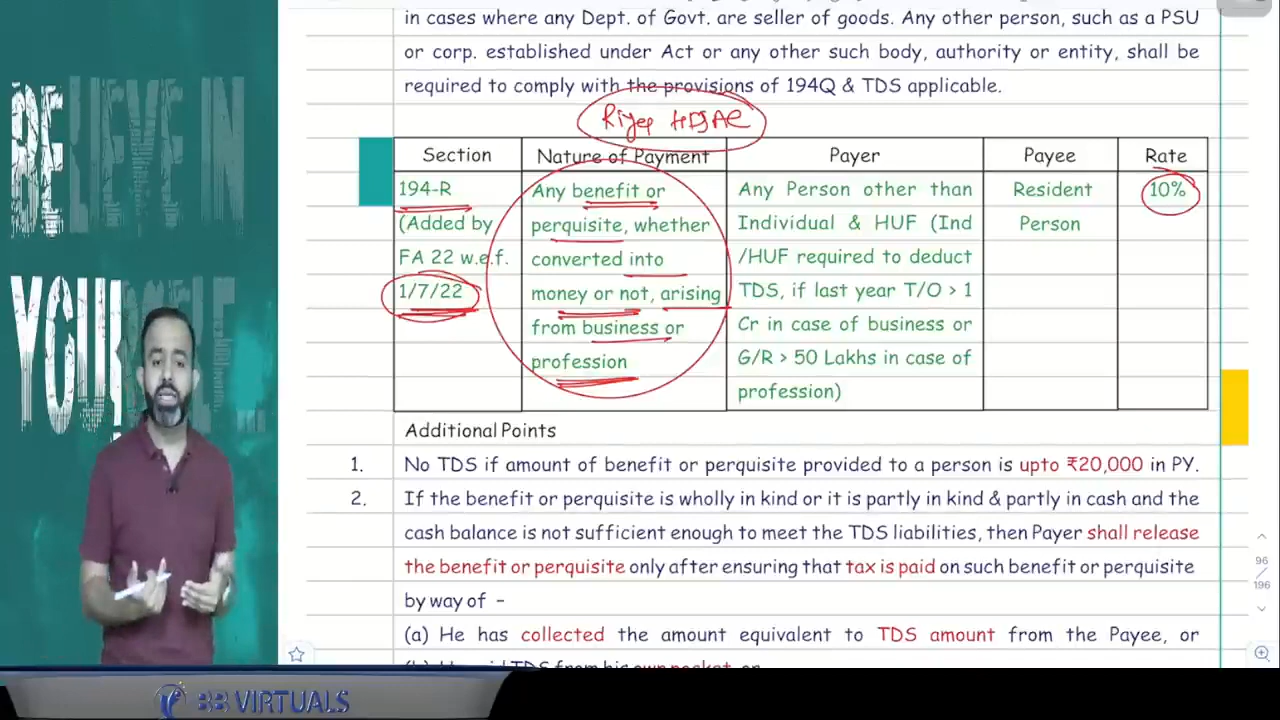 BELIEVE IN
YOURSELF...
in cases where any Dept. of Govt. are seller of goods. Any other person, such as a PSU
or corp. established under Act or any other such body, authority or entity, shall be
required to comply with the provisions of 194Q & TDS applicable.
Section Nature of Payment Payer Payee Rate
194-R Any benefit or Any Person other than Resident 10%
(Added by perquisite, whether Individual & HUF (Ind Person
FA 22 w.e.f. converted into /HUF required to deduct
1/7/22 money or not, arising TDS, if last year T/O > 1
from business or Cr in case of business or
profession G/R > 50 Lakhs in case of
profession)
Additional Points
1. No TDS if amount of benefit or perquisite provided to a person is upto ₹20,000 in PY.
2. If the benefit or perquisite is wholly in kind or it is partly in kind & partly in cash and the
cash balance is not sufficient enough to meet the TDS liabilities, then Payer shall release
the benefit or perquisite only after ensuring that tax is paid on such benefit or perquisite
by way of –
(a) He has collected the amount equivalent to TDS amount from the Payee, or
96
/
196
BB VIRTUALS